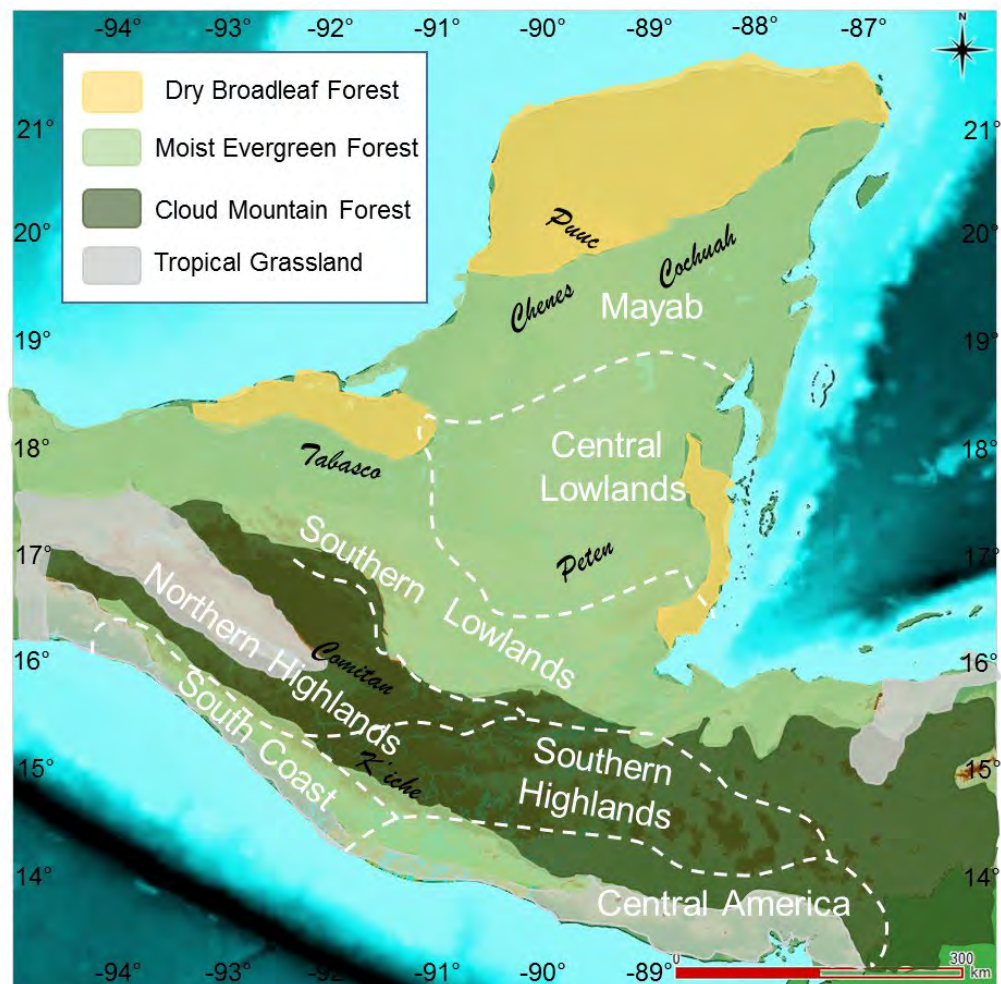 -94° -93° -92° -91° -90° -89° -88° -87°
N
Dry Broadleaf Forest
Moist Evergreen Forest
Cloud Mountain Forest
Tropical Grassland
21° 21°
20° 20°
Puuc
Cochuah
Chenes
Mayab
19° 19°
18° 18°
Central
Lowlands
Tabasco
17° 17°
Peten
Southern
Lowlands
Northern
Highlands
Comitan
16° 16°
South Coast
15° 15°
K'iche
Southern
Highlands
14° 14°
Central America
-94° -93° -92° -91° -90° -89° -88° -87°
0 300
km